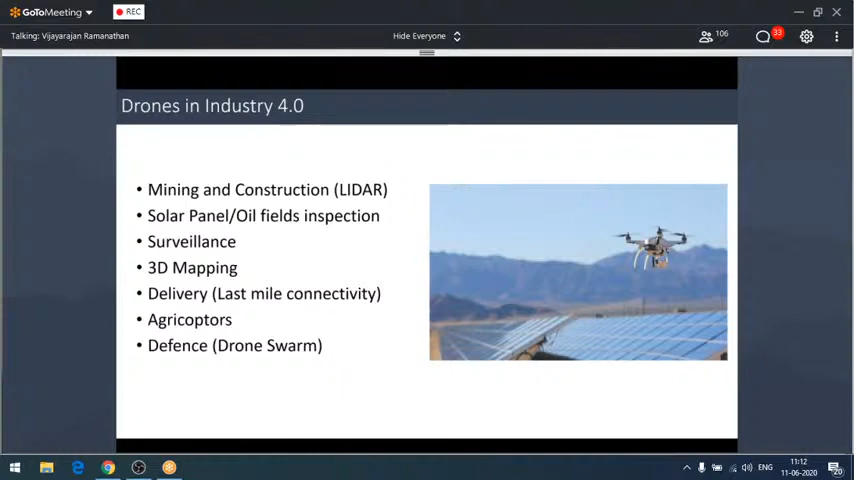 GoToMeeting
REC
Talking: Vijayarajan Ramanathan
Hide Everyone
106
33
Drones in Industry 4.0
• Mining and Construction (LIDAR)
• Solar Panel/Oil fields inspection
• Surveillance
• 3D Mapping
• Delivery (Last mile connectivity)
• Agricoptors
• Defence (Drone Swarm)
ENG
11:12
11-06-2020
20